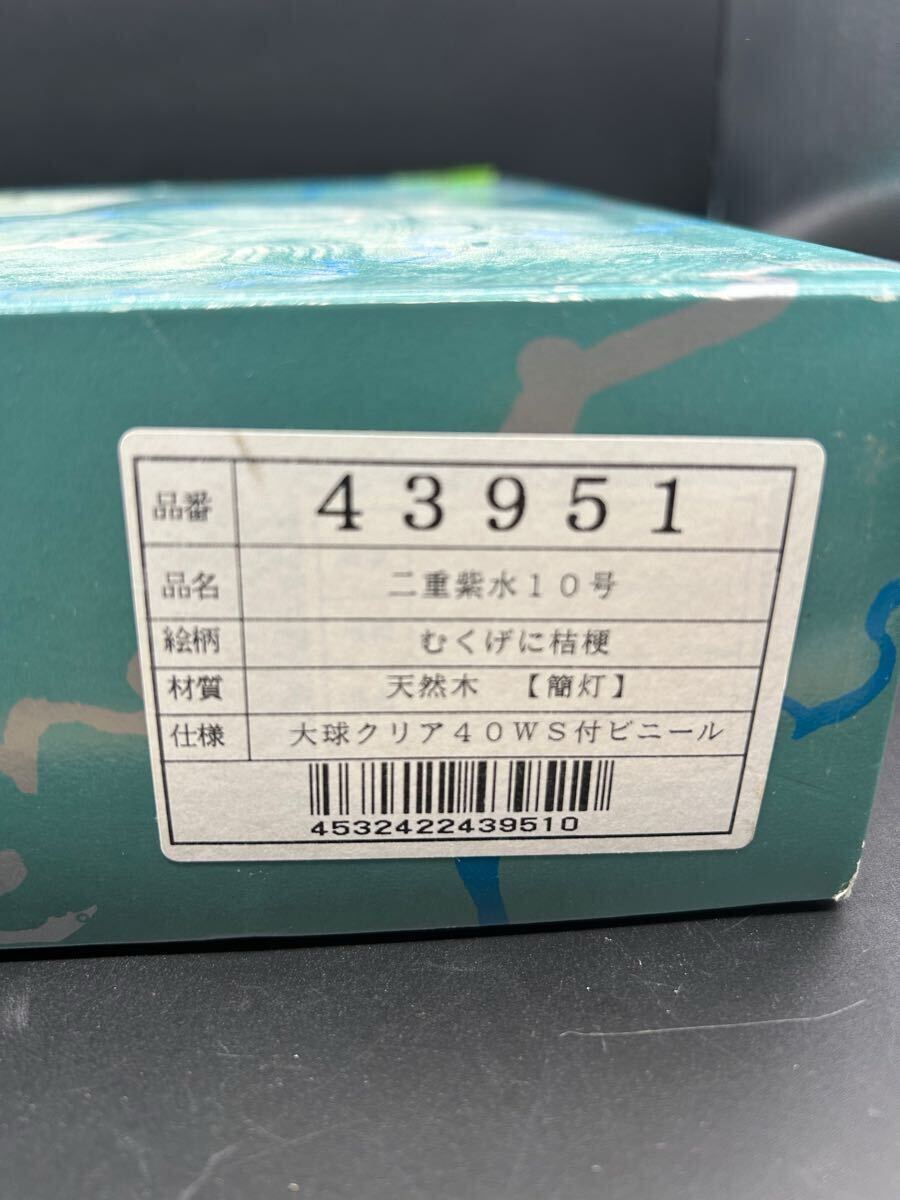 品番 43951
品名 二重紫水10号
絵柄 むくげに桔梗
材質 天然木 【簡灯】
仕様 大球クリア40WS付ビニール
4532422439510